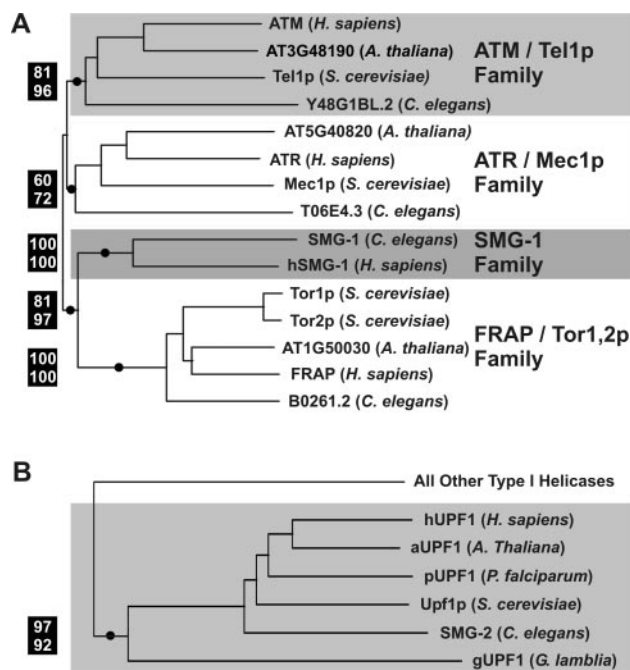 A
ATM (H. sapiens)
AT3G48190 (A. thaliana)
Tel1p (S. cerevisiae)
Y48G1BL.2 (C. elegans)
ATM / Tel1p
Family
81
96
AT5G40820 (A. thaliana)
ATR (H. sapiens)
Mec1p (S. cerevisiae)
T06E4.3 (C. elegans)
ATR / Mec1p
Family
60
72
SMG-1 (C. elegans)
hSMG-1 (H. sapiens)
SMG-1
Family
100
100
Tor1p (S. cerevisiae)
Tor2p (S. cerevisiae)
AT1G50030 (A. thaliana)
FRAP (H. sapiens)
B0261.2 (C. elegans)
FRAP / Tor1,2p
Family
81
97
100
100
B
All Other Type I Helicases
hUPF1 (H. sapiens)
aUPF1 (A. Thaliana)
pUPF1 (P. falciparum)
Upf1p (S. cerevisiae)
SMG-2 (C. elegans)
gUPF1 (G. lamblia)
97
92